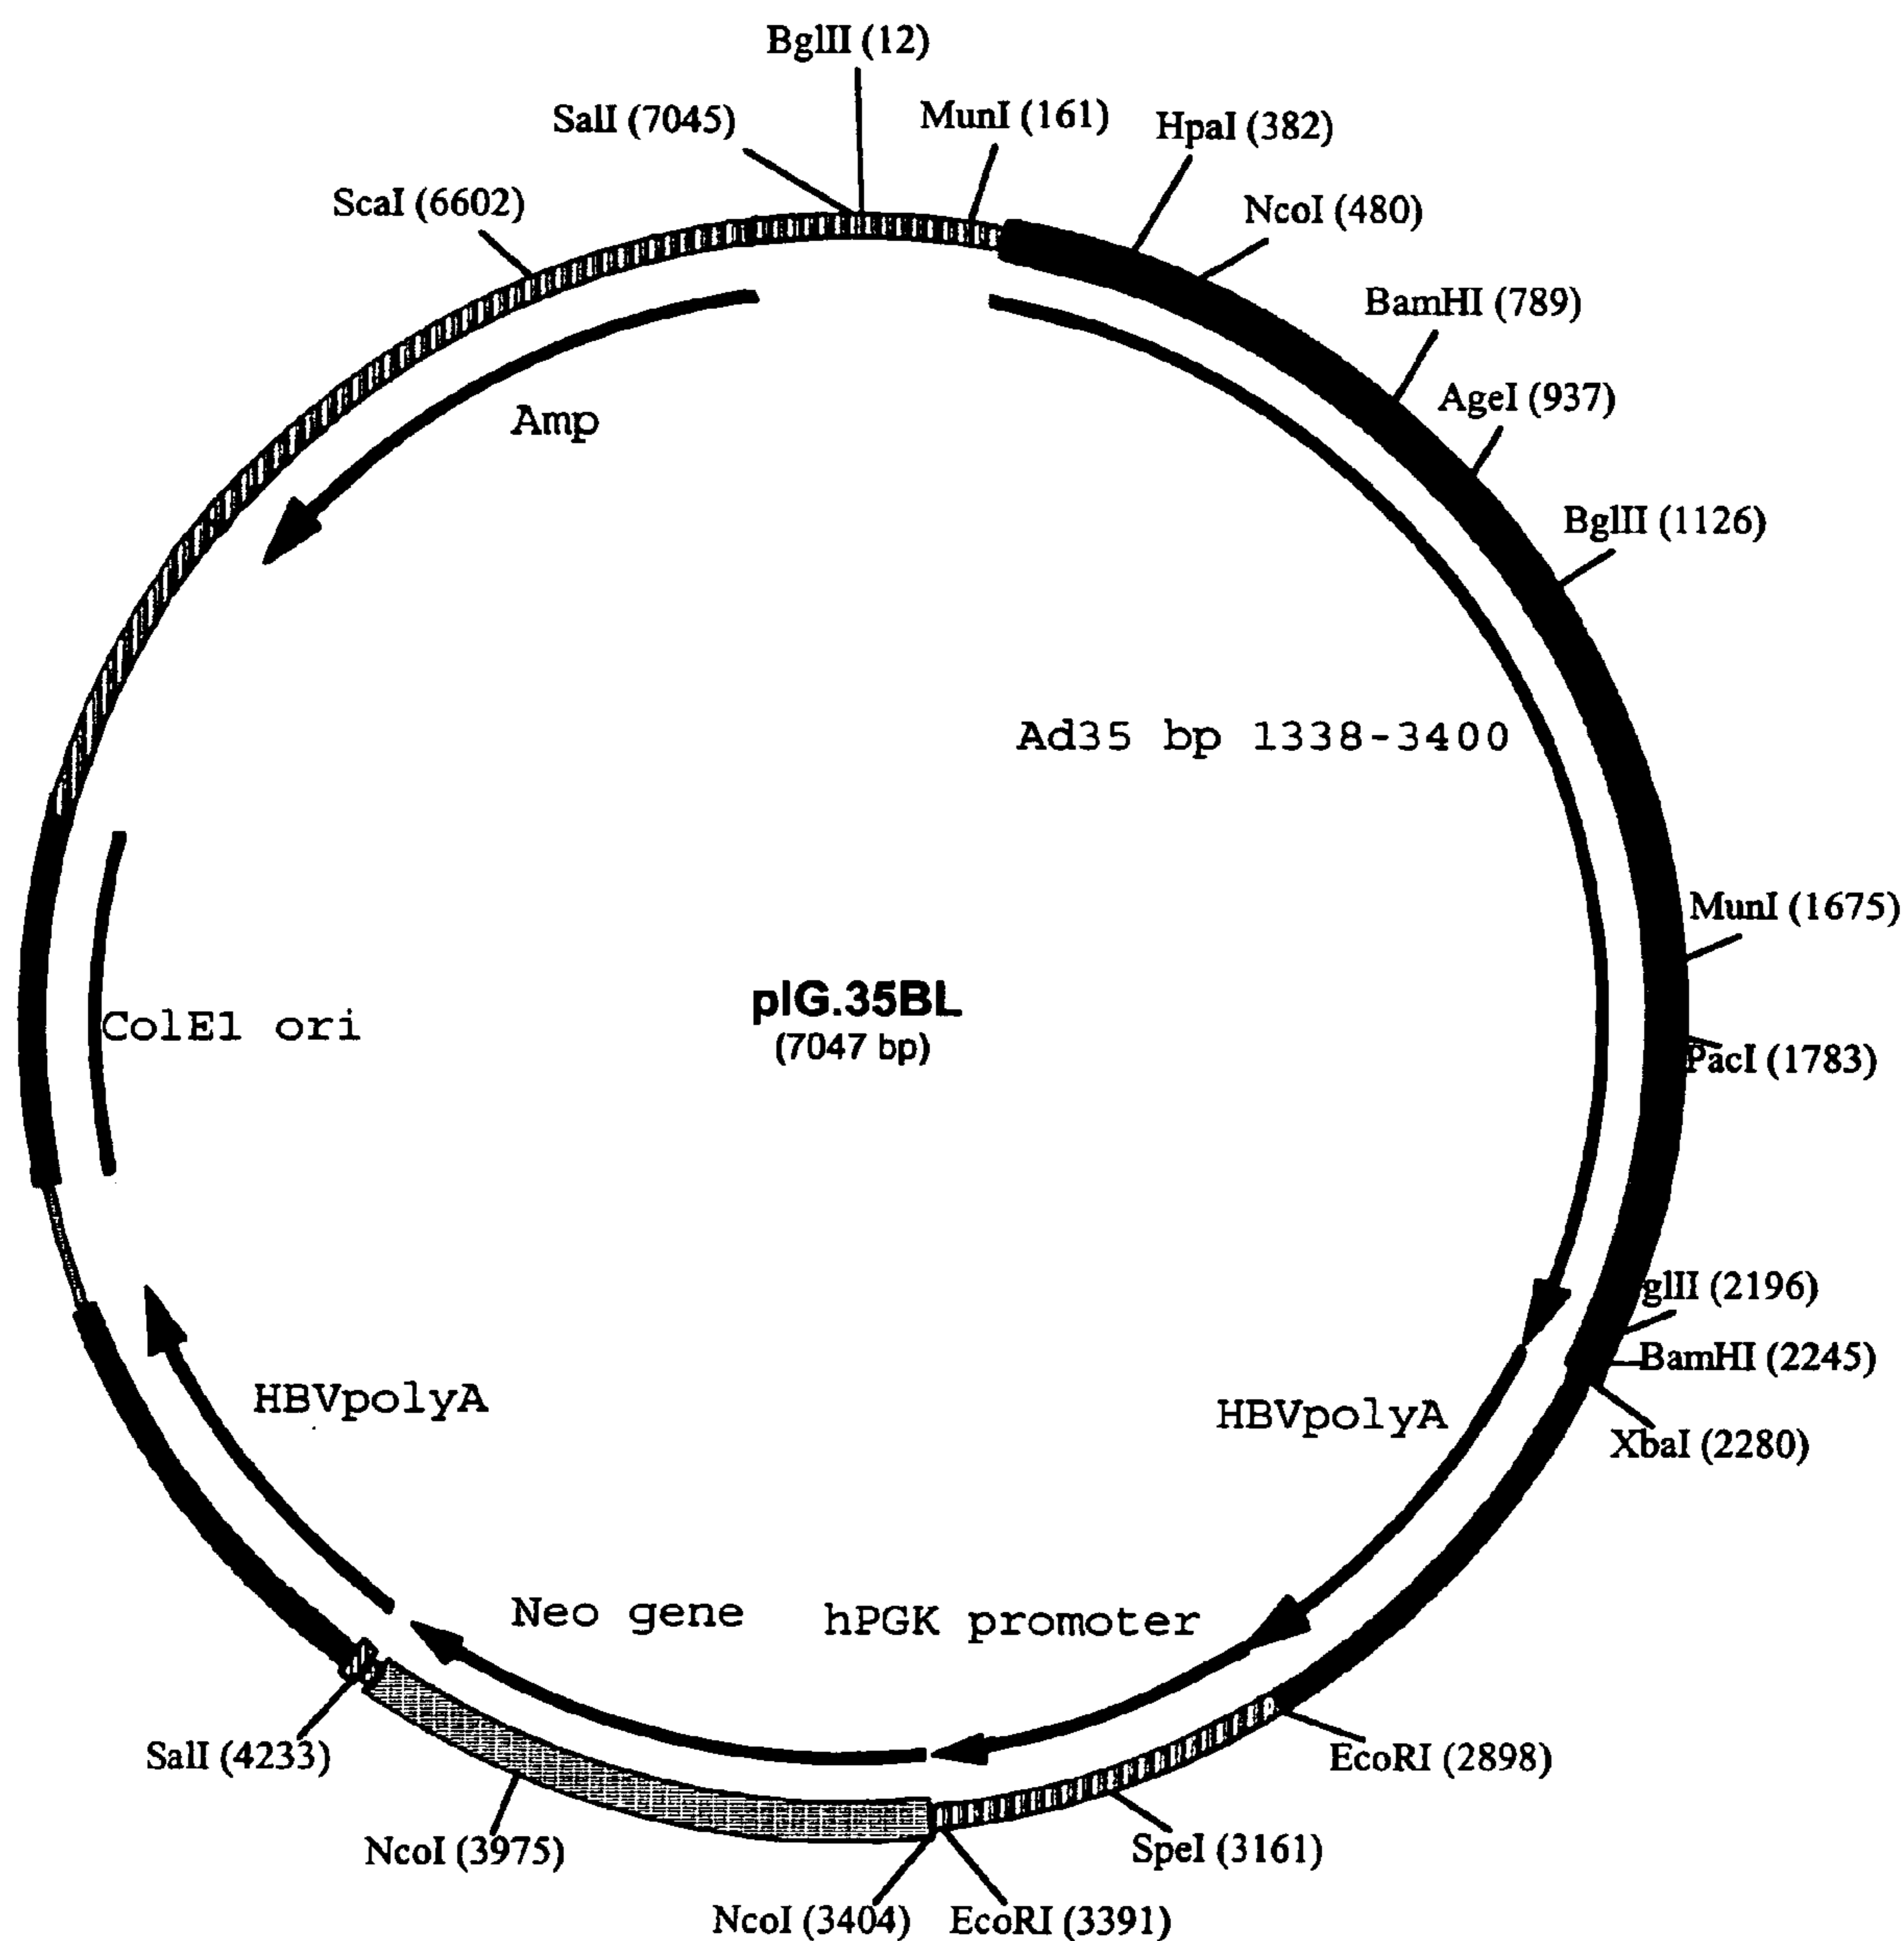 BglII (12)
SalI (7045)
MunI (161)
HpaI (382)
ScaI (6602)
NcoI (480)
BamHI (789)
AgeI (937)
Amp
BglII (1126)
Ad35 bp 1338-3400
MunI (1675)
pIG.35BL
ColE1 ori
(7047 bp)
PacI (1783)
glII (2196)
BamHI (2245)
HBVpolyA
HBVpolyA
XbaI (2280)
Neo gene
hPGK promoter
SalI (4233)
EcoRI (2898)
NcoI (3975)
SpeI (3161)
NcoI (3404)
EcoRI (3391)